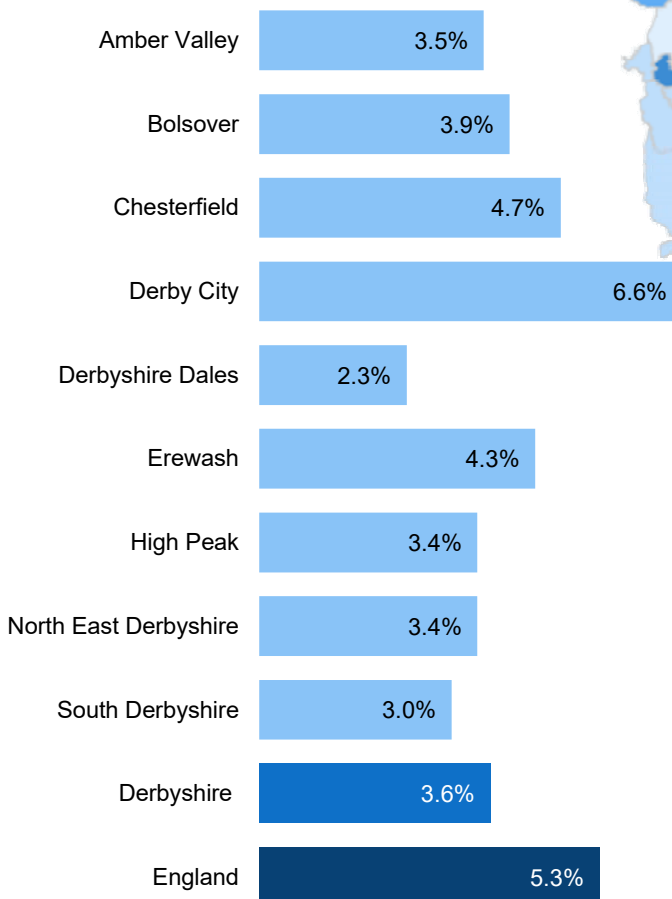 Amber Valley 3.5%
Bolsover 3.9%
Chesterfield 4.7%
Derby City 6.6%
Derbyshire Dales 2.3%
Erewash 4.3%
High Peak 3.4%
North East Derbyshire 3.4%
South Derbyshire 3.0%
Derbyshire 3.6%
England 5.3%